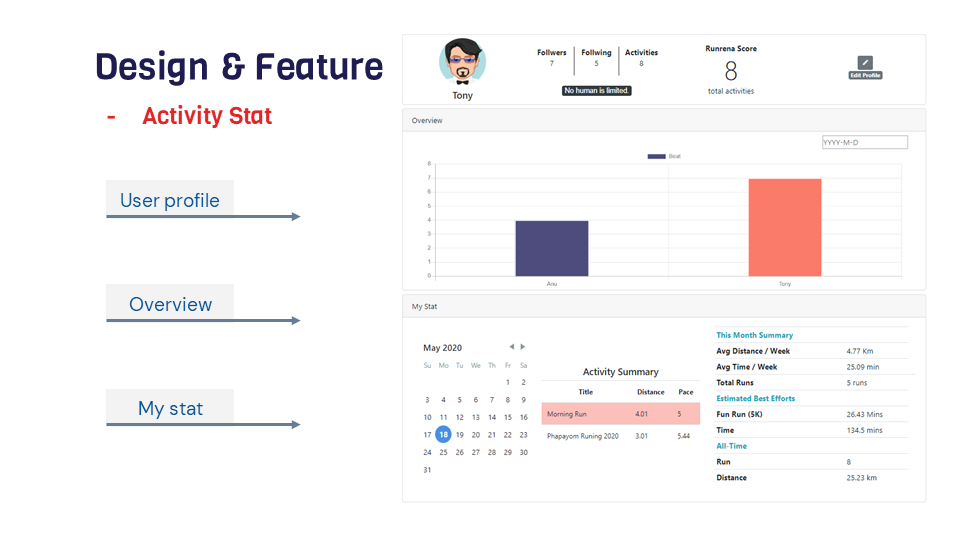 Design & Feature
- Activity Stat
User profile
Overview
My stat
Tony
Follwers
7
Follwing
5
Activities
8
No human is limited.
Runrena Score
8
total activities
Edit Profile
Overview
YYYY-M-D
Beat
8
7
6
5
4
3
2
1
0
Anu
Tony
My Stat
May 2020
Su Mo Tu We Th Fr Sa
1 2
3 4 5 6 7 8 9
10 11 12 13 14 15 16
17 18 19 20 21 22 23
24 25 26 27 28 29 30
31
Activity Summary
Title Distance Pace
Morning Run 4.01 5
Phapayom Runing 2020 3.01 5.44
This Month Summary
Avg Distance / Week 4.77 Km
Avg Time / Week 25.09 min
Total Runs 5 runs
Estimated Best Efforts
Fun Run (5K) 26.43 Mins
Time 134.5 mins
All-Time
Run 8
Distance 25.23 km